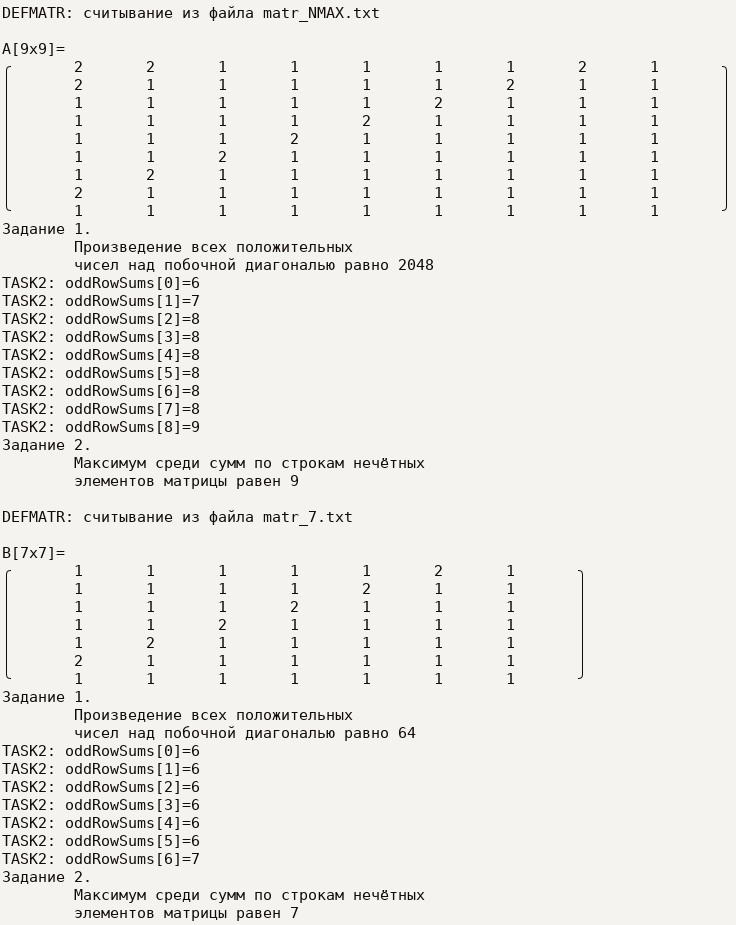 DEFMATR: считывание из файла matr_NMAX.txt
A[9x9]=
2 2 1 1 1 1 1 2 1
2 1 1 1 1 1 2 1 1
1 1 1 1 1 2 1 1 1
1 1 1 1 2 1 1 1 1
1 1 1 2 1 1 1 1 1
1 1 2 1 1 1 1 1 1
1 2 1 1 1 1 1 1 1
2 1 1 1 1 1 1 1 1
1 1 1 1 1 1 1 1 1
Задание 1.
Произведение всех положительных
чисел над побочной диагональю равно 2048
TASK2: oddRowSums[0]=6
TASK2: oddRowSums[1]=7
TASK2: oddRowSums[2]=8
TASK2: oddRowSums[3]=8
TASK2: oddRowSums[4]=8
TASK2: oddRowSums[5]=8
TASK2: oddRowSums[6]=8
TASK2: oddRowSums[7]=8
TASK2: oddRowSums[8]=9
Задание 2.
Максимум среди сумм по строкам нечётных
элементов матрицы равен 9
DEFMATR: считывание из файла matr_7.txt
B[7x7]=
1 1 1 1 1 2 1
1 1 1 1 2 1 1
1 1 1 2 1 1 1
1 1 2 1 1 1 1
1 2 1 1 1 1 1
2 1 1 1 1 1 1
1 1 1 1 1 1 1
Задание 1.
Произведение всех положительных
чисел над побочной диагональю равно 64
TASK2: oddRowSums[0]=6
TASK2: oddRowSums[1]=6
TASK2: oddRowSums[2]=6
TASK2: oddRowSums[3]=6
TASK2: oddRowSums[4]=6
TASK2: oddRowSums[5]=6
TASK2: oddRowSums[6]=7
Задание 2.
Максимум среди сумм по строкам нечётных
элементов матрицы равен 7